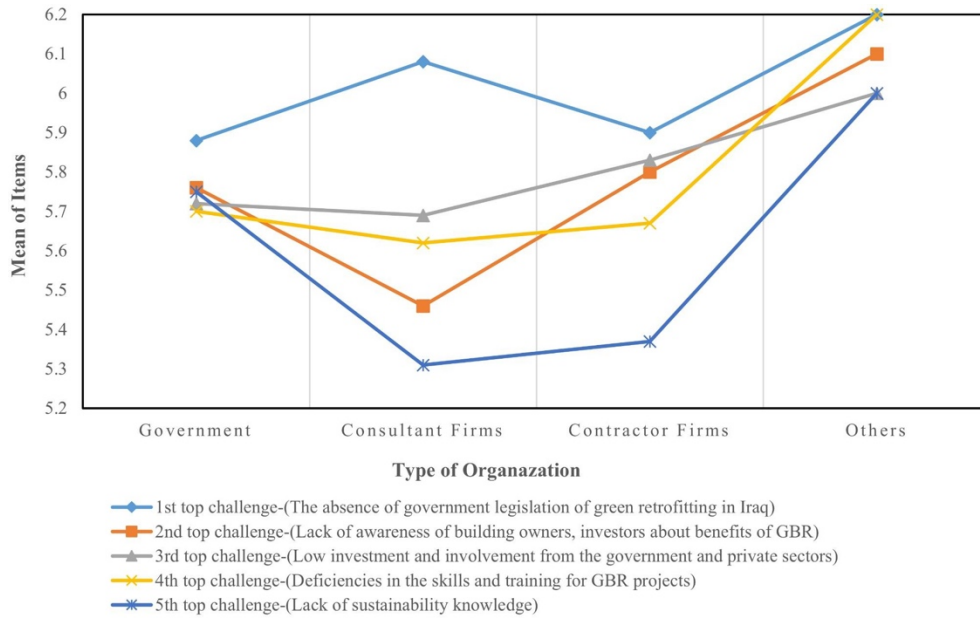 6.2
6.1
6
5.9
5.8
5.7
5.6
5.5
5.4
5.3
5.2
Mean of Items
Government Consultant Firms Contractor Firms Others
Type of Organazation
1st top challenge-(The absence of government legislation of green retrofitting in Iraq)
2nd top challenge-(Lack of awareness of building owners, investors about benefits of GBR)
3rd top challenge-(Low investment and involvement from the government and private sectors)
4th top challenge-(Deficiencies in the skills and training for GBR projects)
5th top challenge-(Lack of sustainability knowledge)